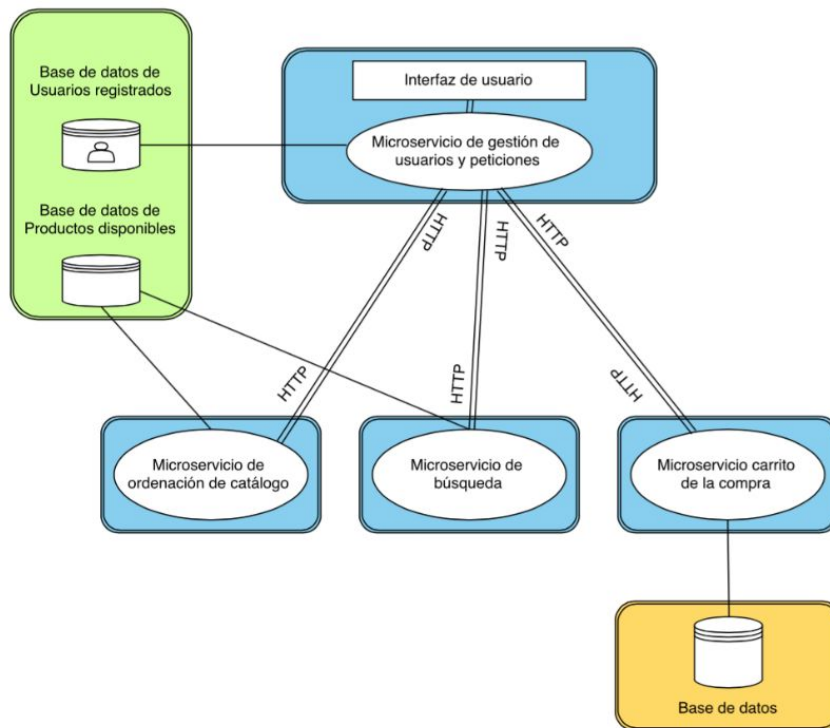 Base de datos de
Usuarios registrados
Base de datos de
Productos disponibles
Interfaz de usuario
Microservicio de gestión de
usuarios y peticiones
HTTP
HTTP
HTTP
HTTP
HTTP
HTTP
Microservicio de
ordenación de catálogo
Microservicio de
búsqueda
Microservicio carrito
de la compra
Base de datos